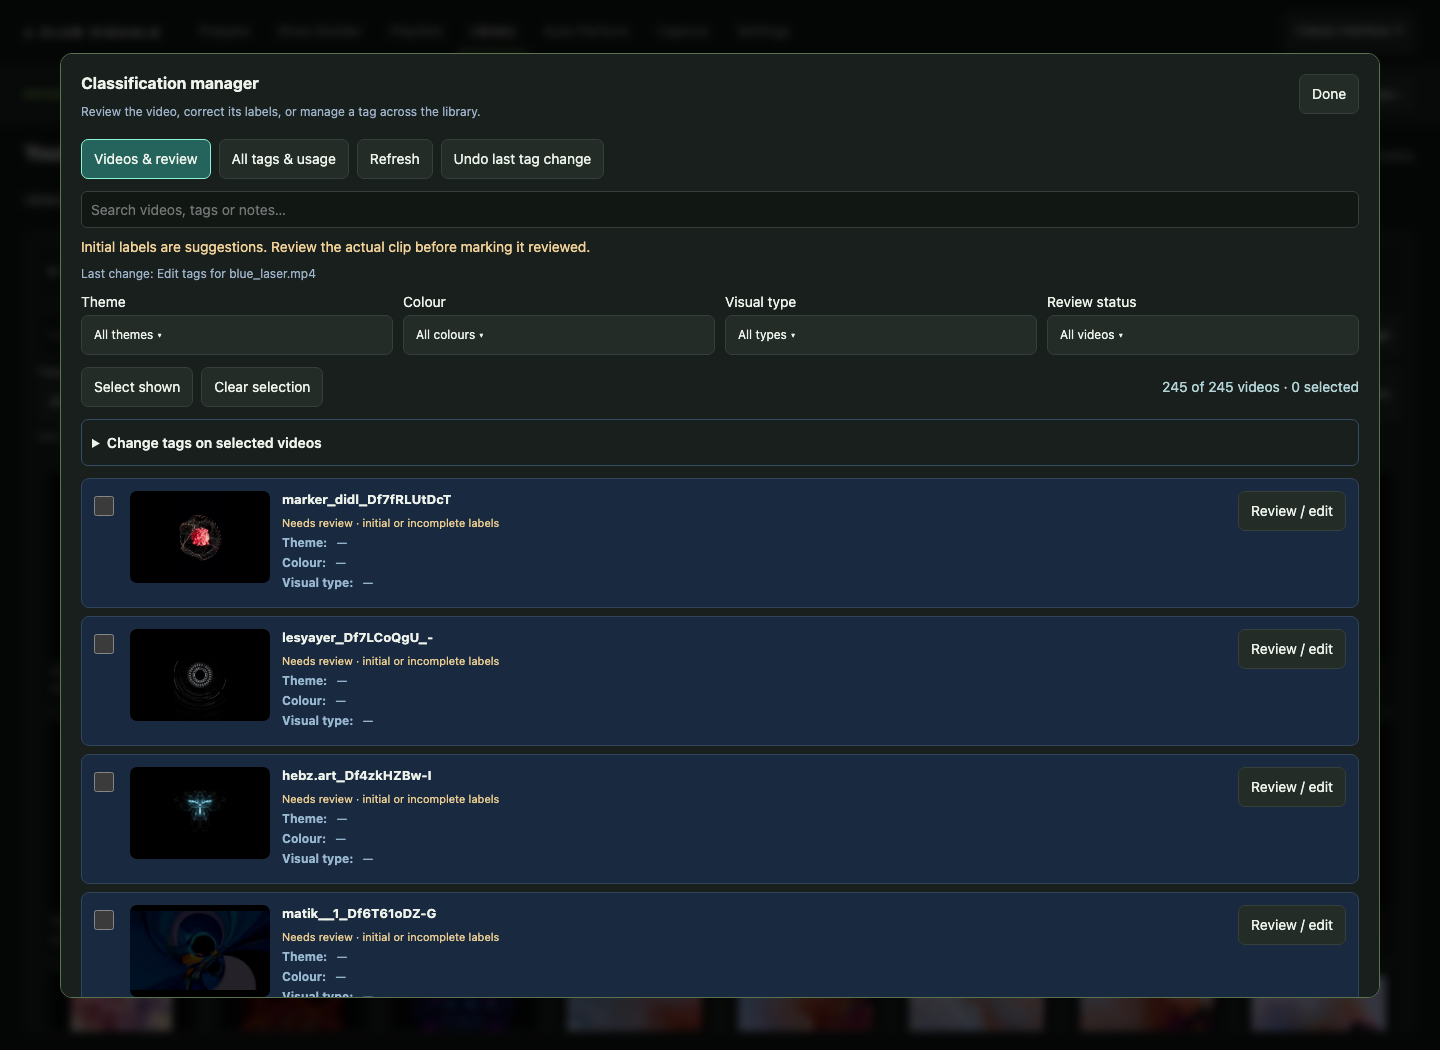 Classification manager
Review the video, correct its labels, or manage a tag across the library.
Done
Videos & review
All tags & usage
Refresh
Undo last tag change
Search videos, tags or notes...
Initial labels are suggestions. Review the actual clip before marking it reviewed.
Last change: Edit tags for blue_laser.mp4
Theme
Colour
Visual type
Review status
All themes ▾
All colours ▾
All types ▾
All videos ▾
Select shown
Clear selection
245 of 245 videos · 0 selected
▶ Change tags on selected videos
marker_didl_Df7fRLUtDcT
Needs review · initial or incomplete labels
Theme: —
Colour: —
Visual type: —
Review / edit
lesyayer_Df7LCoQgU_-
Needs review · initial or incomplete labels
Theme: —
Colour: —
Visual type: —
Review / edit
hebz.art_Df4zkHZBw-I
Needs review · initial or incomplete labels
Theme: —
Colour: —
Visual type: —
Review / edit
matik__1_Df6T61oDZ-G
Needs review · initial or incomplete labels
Theme: —
Colour: —
Visual type: —
Review / edit